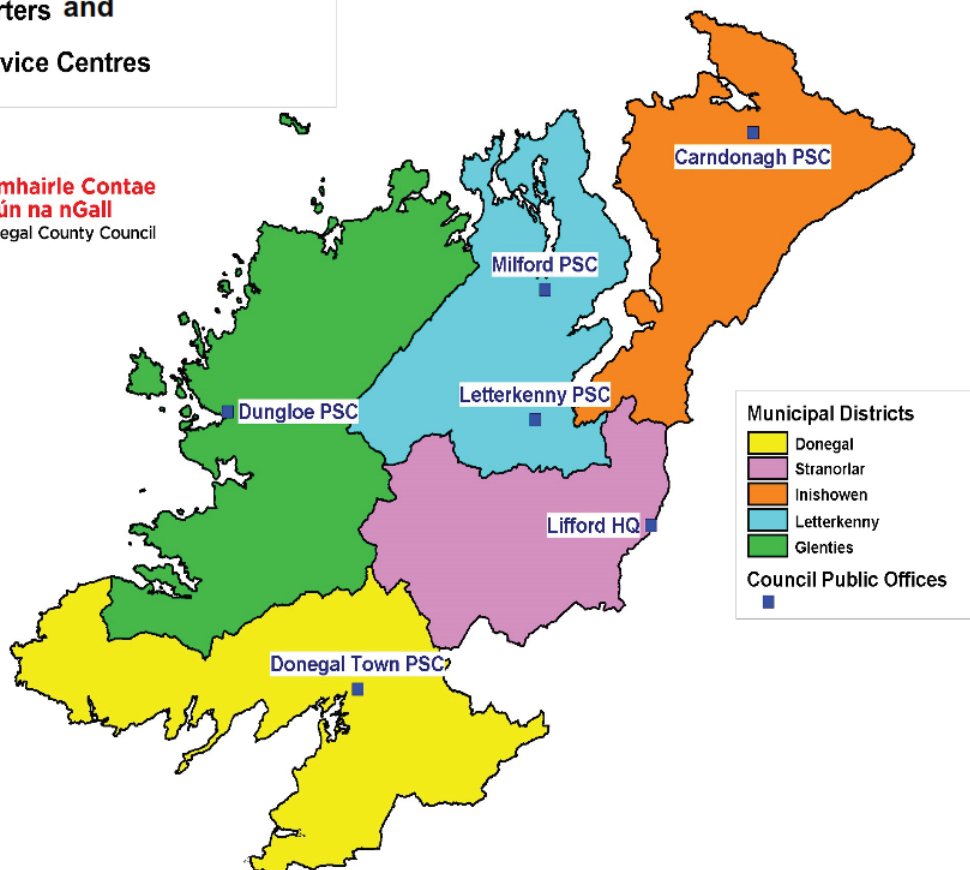 rters and
vice Centres
mhairle Contae
ún na nGall
egal County Council
Carndonagh PSC
Milford PSC
Letterkenny PSC
Dungloe PSC
Lifford HQ
Donegal Town PSC
Municipal Districts
Donegal
Stranorlar
Inishowen
Letterkenny
Glenties
Council Public Offices